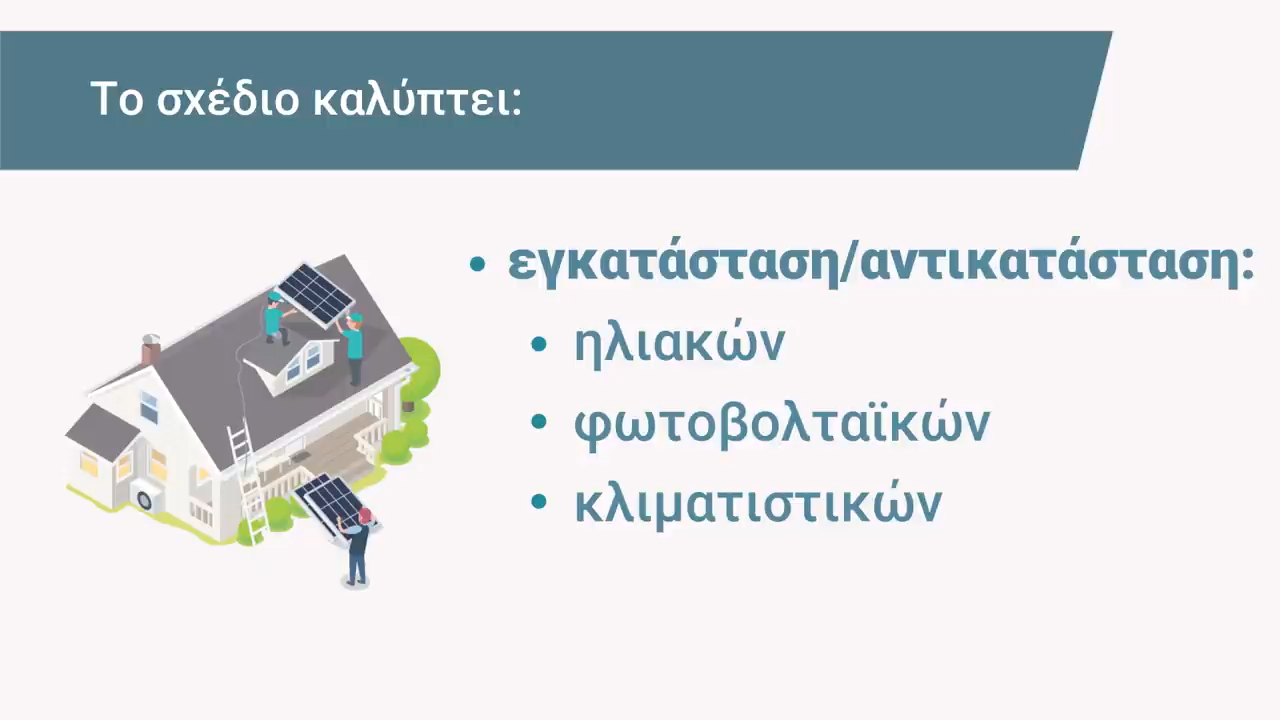 Το σχέδιο καλύπτει:
• εγκατάσταση/αντικατάσταση:
• ηλιακών
• φωτοβολταϊκών
• κλιματιστικών